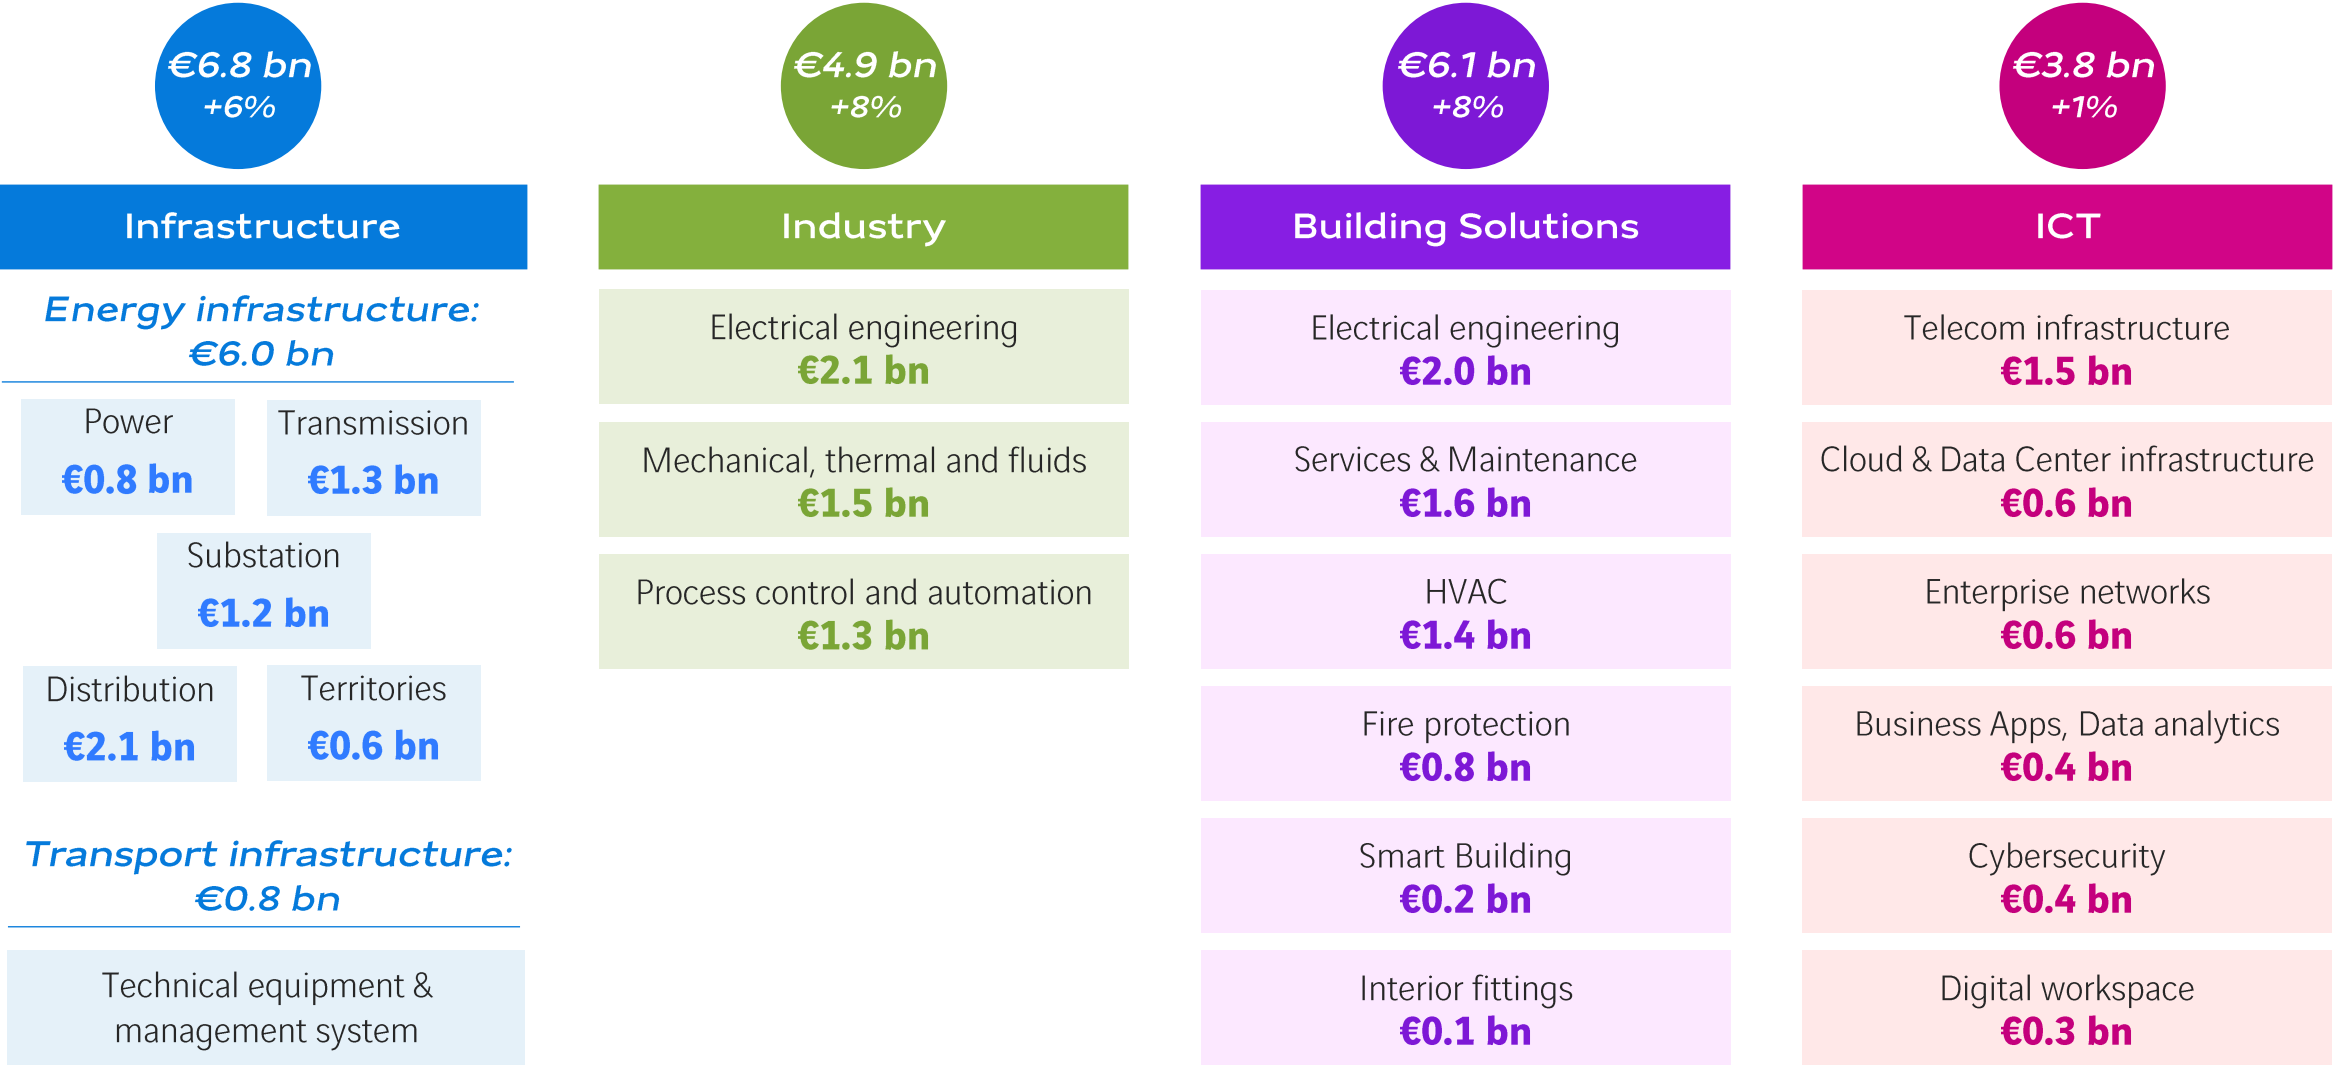 €6.8 bn
+6%
Infrastructure
Energy infrastructure:
€6.0 bn
Power
€0.8 bn
Transmission
€1.3 bn
Substation
€1.2 bn
Distribution
€2.1 bn
Territories
€0.6 bn
Transport infrastructure:
€0.8 bn
Technical equipment &
management system
€4.9 bn
+8%
Industry
Electrical engineering
€2.1 bn
Mechanical, thermal and fluids
€1.5 bn
Process control and automation
€1.3 bn
€6.1 bn
+8%
Building Solutions
Electrical engineering
€2.0 bn
Services & Maintenance
€1.6 bn
HVAC
€1.4 bn
Fire protection
€0.8 bn
Smart Building
€0.2 bn
Interior fittings
€0.1 bn
€3.8 bn
+1%
ICT
Telecom infrastructure
€1.5 bn
Cloud & Data Center infrastructure
€0.6 bn
Enterprise networks
€0.6 bn
Business Apps, Data analytics
€0.4 bn
Cybersecurity
€0.4 bn
Digital workspace
€0.3 bn